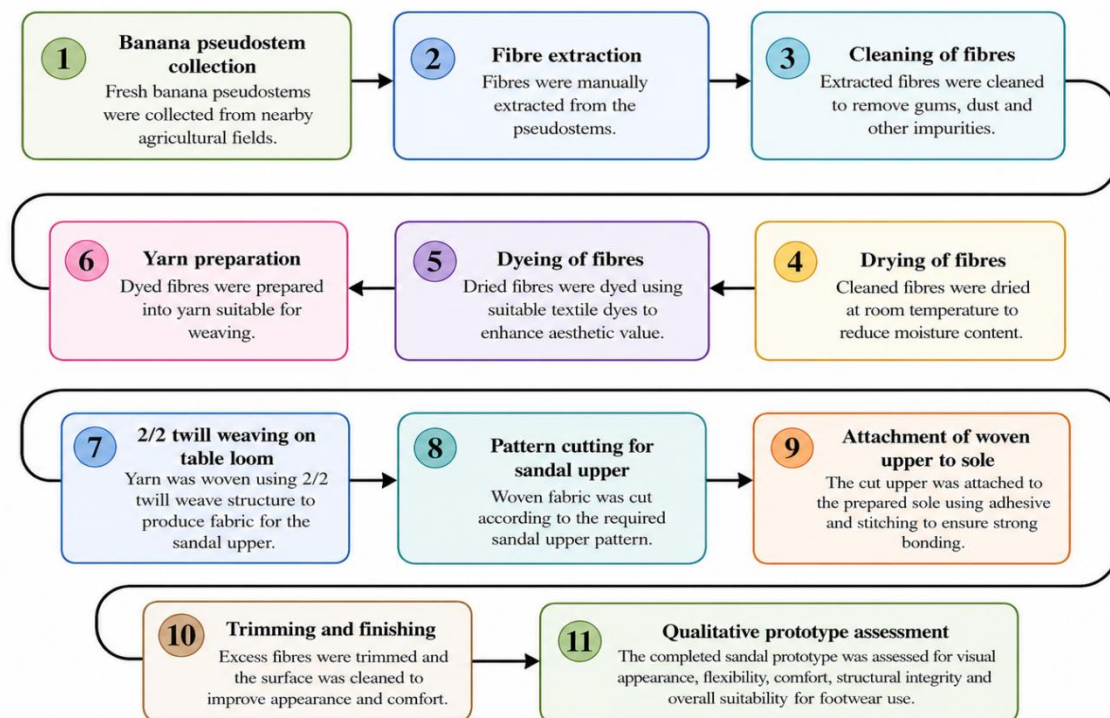 1
Banana pseudostem
collection
Fresh banana pseudostems
were collected from nearby
agricultural fields.
2
Fibre extraction
Fibres were manually
extracted from the
pseudostems.
3
Cleaning of fibres
Extracted fibres were cleaned
to remove gums, dust and
other impurities.
6
Yarn preparation
Dyed fibres were prepared
into yarn suitable for
weaving.
5
Dyeing of fibres
Dried fibres were dyed using
suitable textile dyes to
enhance aesthetic value.
4
Drying of fibres
Cleaned fibres were dried
at room temperature to
reduce moisture content.
7
2/2 twill weaving on
table loom
Yarn was woven using 2/2
twill weave structure to
produce fabric for the
sandal upper.
8
Pattern cutting for
sandal upper
Woven fabric was cut
according to the required
sandal upper pattern.
9
Attachment of woven
upper to sole
The cut upper was attached
to the prepared sole using
adhesive and stitching to
ensure strong bonding.
10
Trimming and finishing
Excess fibres were trimmed and
the surface was cleaned to
improve appearance and comfort.
11
Qualitative prototype assessment
The completed sandal prototype was assessed for visual
appearance, flexibility, comfort, structural integrity and
overall suitability for footwear use.